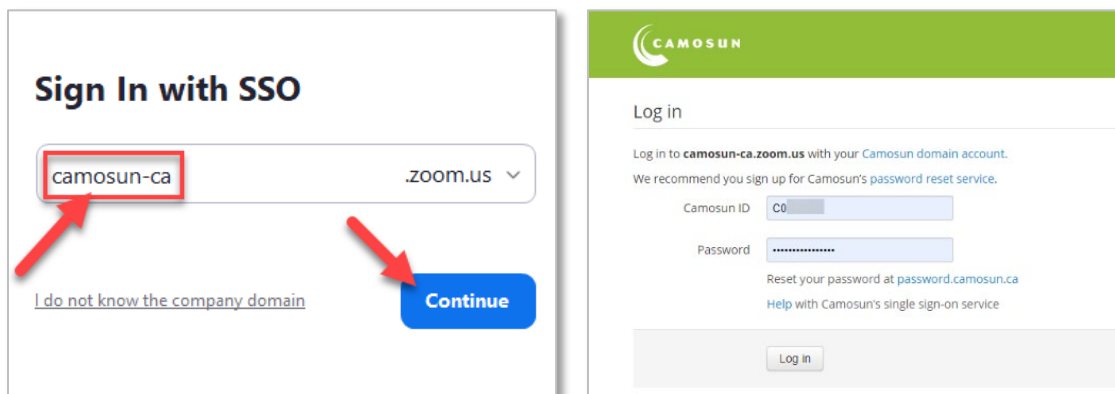 Sign In with SSO
camosun-ca .zoom.us
I do not know the company domain Continue
CAMOSUN
Log in
Log in to camosun-ca.zoom.us with your Camosun domain account.
We recommend you sign up for Camosun's password reset service.
Camosun ID C0
Password ••••••••••••••••
Reset your password at password.camosun.ca
Help with Camosun's single sign-on service
Log in